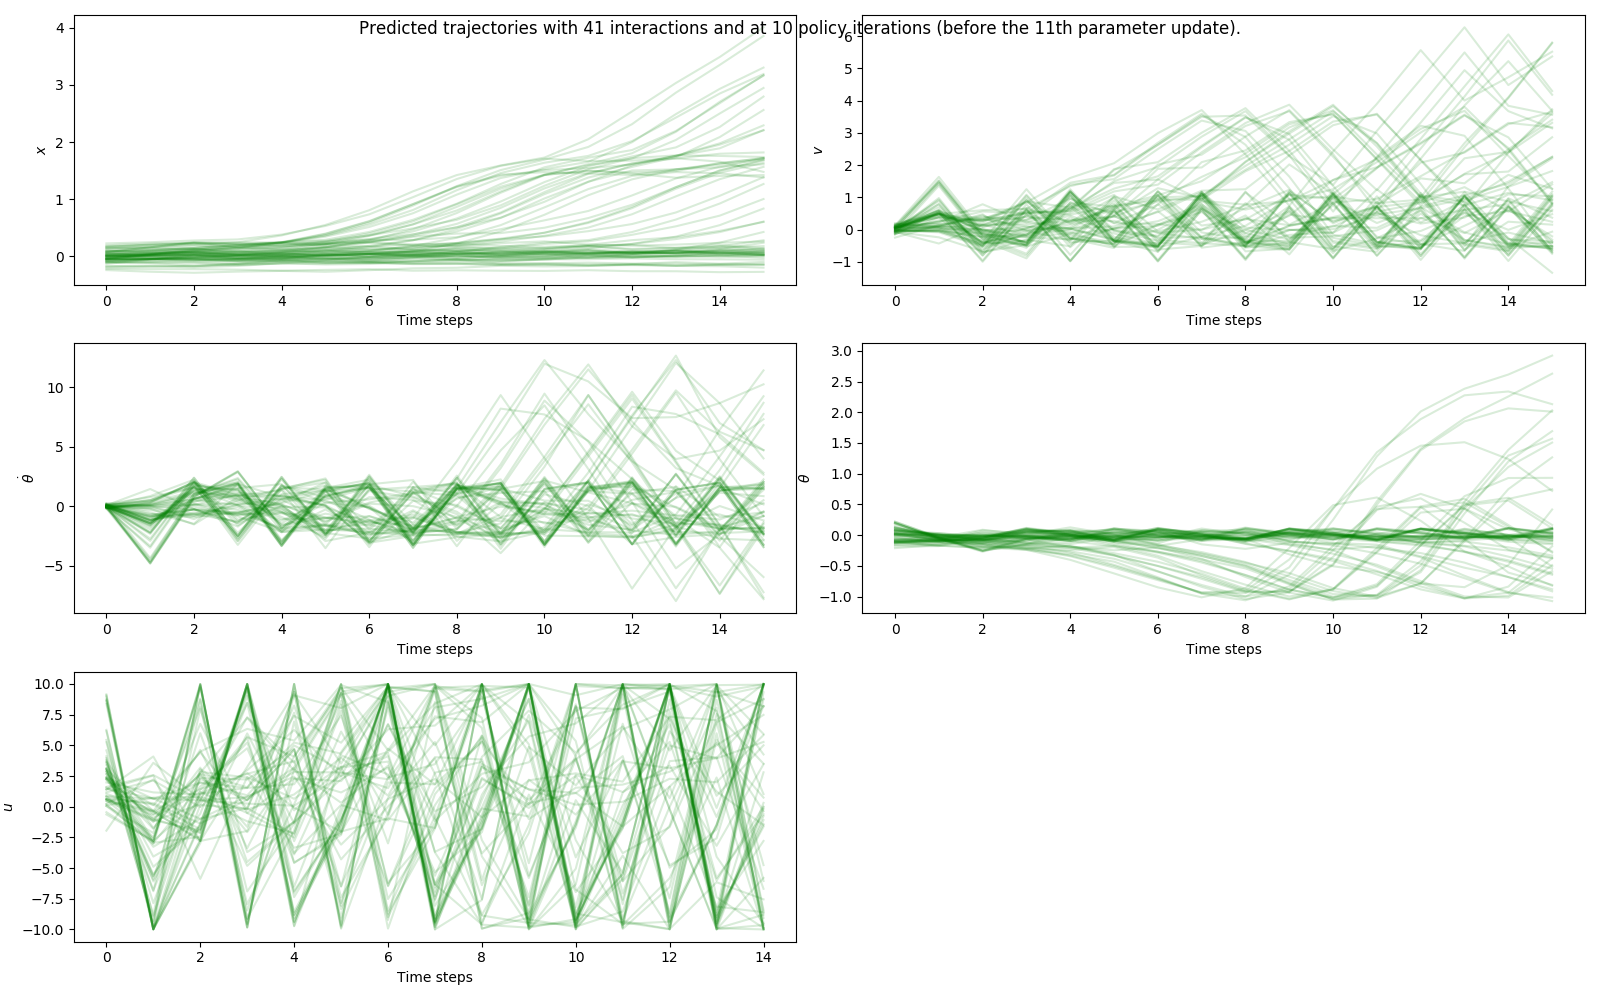 Predicted trajectories with 41 interactions and at 10 policy iterations (before the 11th parameter update).
4
3
2
1
0
x
0 2 4 6 8 10 12 14
Time steps
6
5
4
3
2
1
0
−1
v
0 2 4 6 8 10 12 14
Time steps
10
5
0
−5
θ̇
0 2 4 6 8 10 12 14
Time steps
3.0
2.5
2.0
1.5
1.0
0.5
0.0
−0.5
−1.0
θ
0 2 4 6 8 10 12 14
Time steps
10.0
7.5
5.0
2.5
0.0
−2.5
−5.0
−7.5
−10.0
u
0 2 4 6 8 10 12 14
Time steps